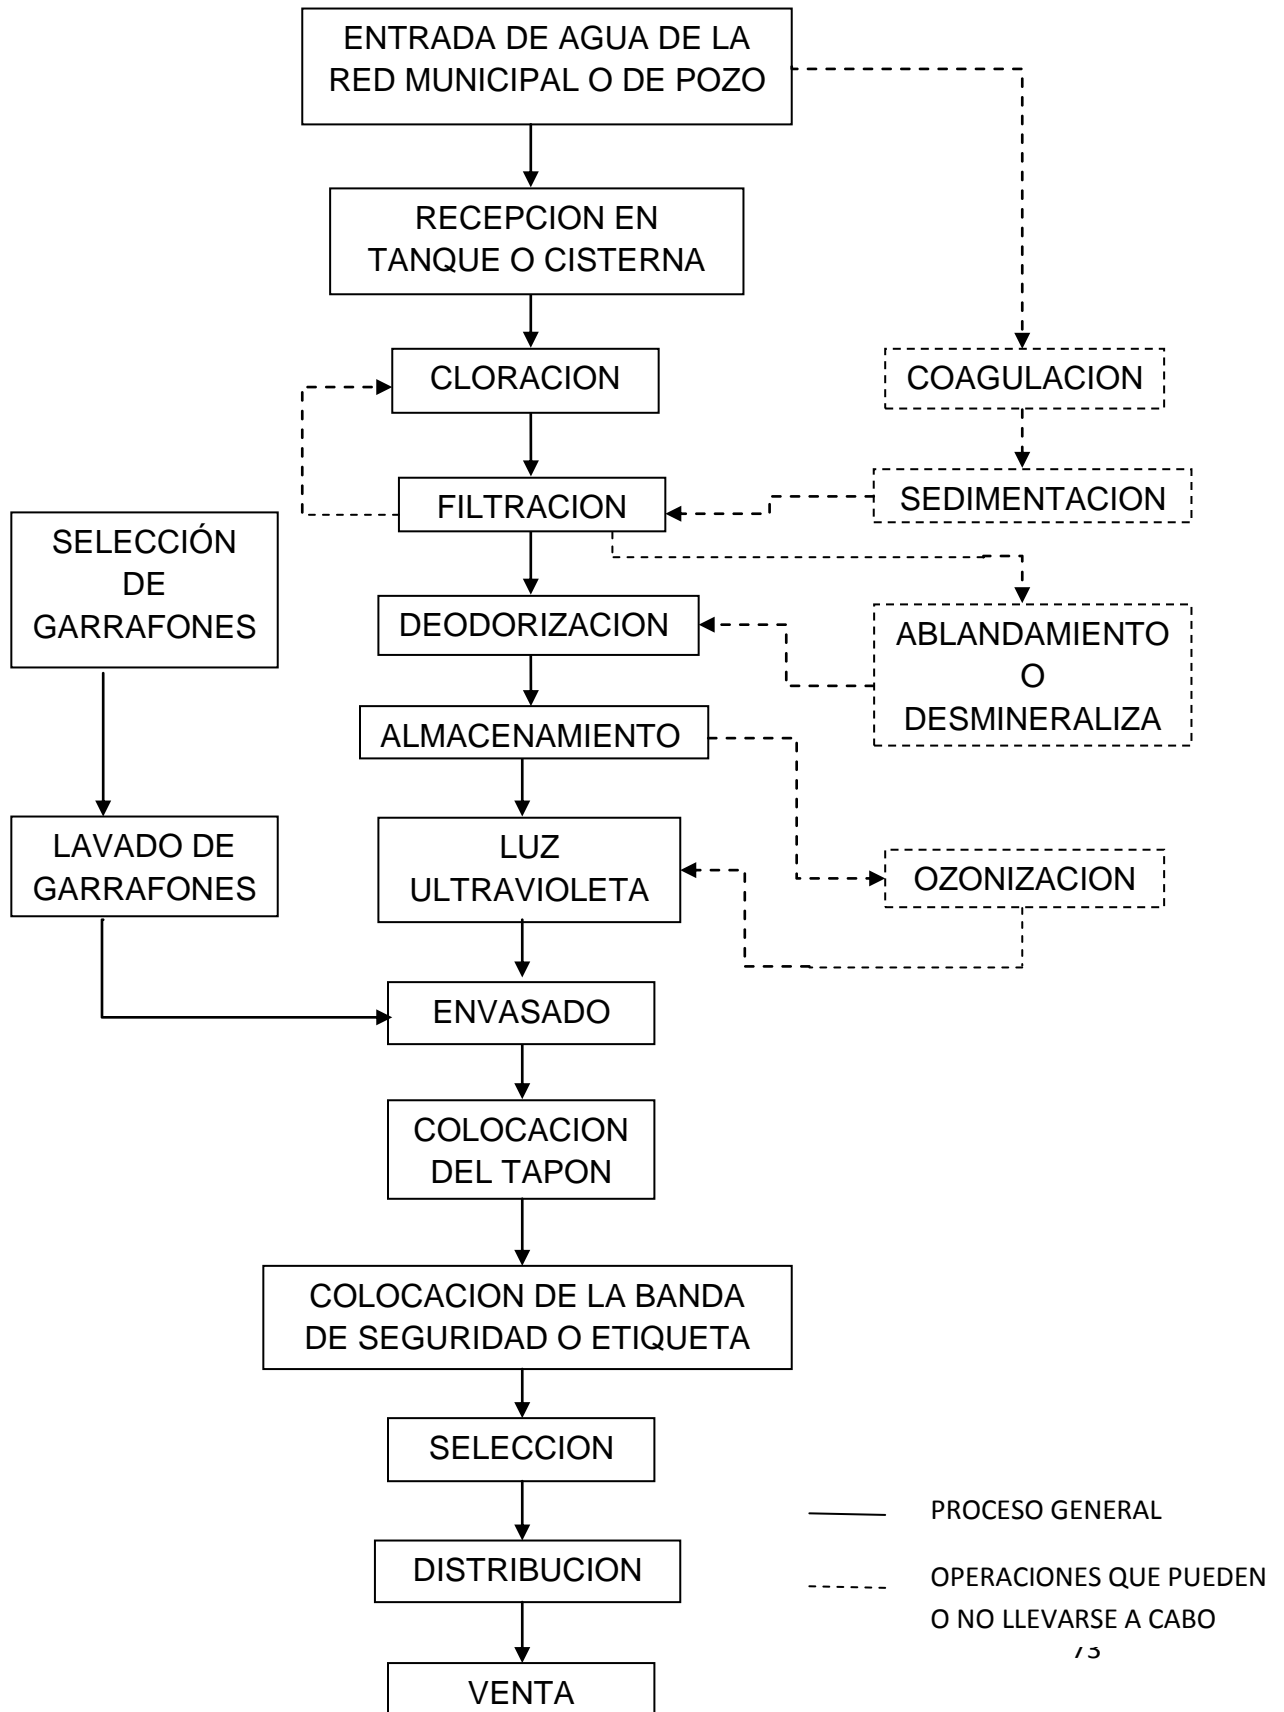 ENTRADA DE AGUA DE LA
RED MUNICIPAL O DE POZO
RECEPCION EN
TANQUE O CISTERNA
CLORACION
COAGULACION
FILTRACION
SEDIMENTACION
SELECCIÓN
DE
GARRAFONES
DEODORIZACION
ABLANDAMIENTO
O
DESMINERALIZA
ALMACENAMIENTO
LAVADO DE
GARRAFONES
LUZ
ULTRAVIOLETA
OZONIZACION
ENVASADO
COLOCACION
DEL TAPON
COLOCACION DE LA BANDA
DE SEGURIDAD O ETIQUETA
SELECCION
DISTRIBUCION
VENTA
PROCESO GENERAL
OPERACIONES QUE PUEDEN
O NO LLEVARSE A CABO